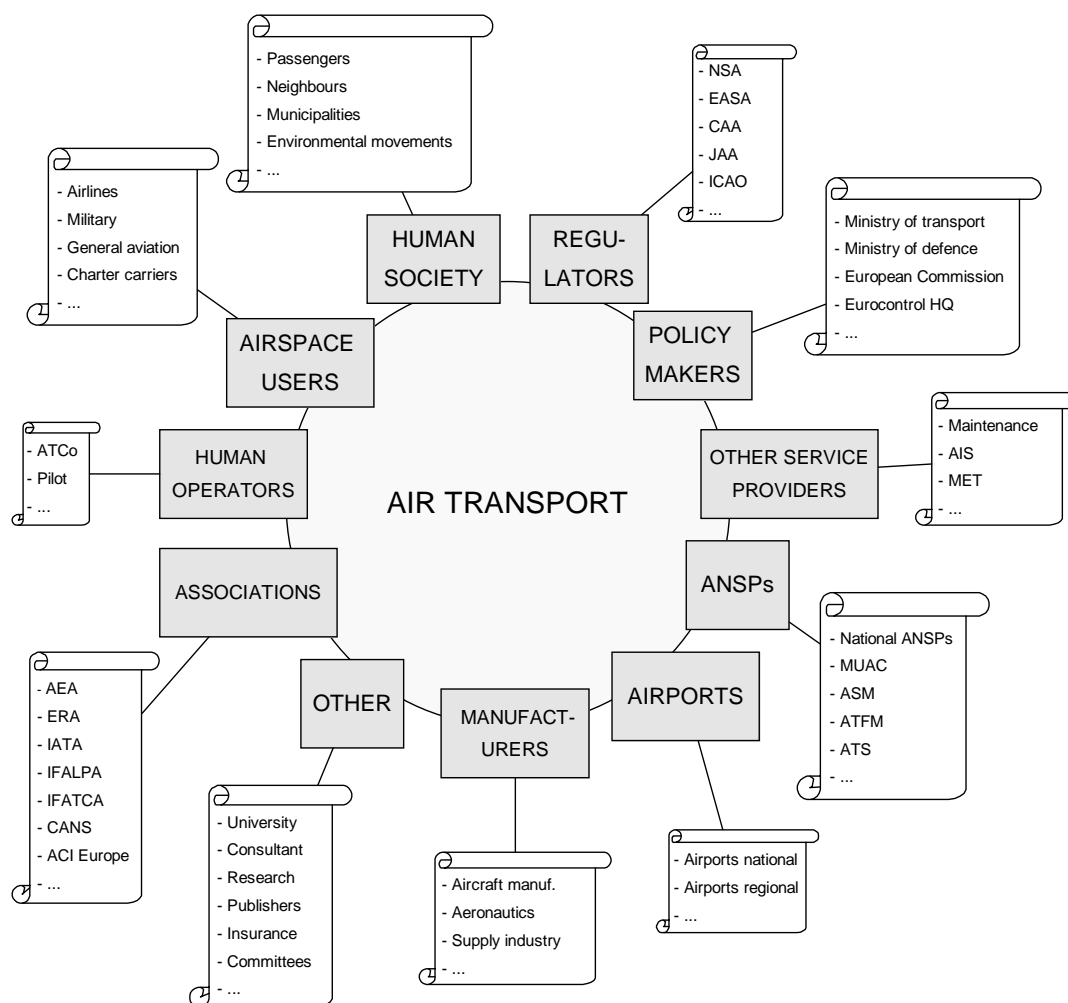 - Passengers
- Neighbours
- Municipalities
- Environmental movements
- ...
- NSA
- EASA
- CAA
- JAA
- ICAO
- ...
- Airlines
- Military
- General aviation
- Charter carriers
- ...
- Ministry of transport
- Ministry of defence
- European Commission
- Eurocontrol HQ
- ...
HUMAN
SOCIETY
REGU-
LATORS
AIRSPACE
USERS
POLICY
MAKERS
- ATCo
- Pilot
- ...
HUMAN
OPERATORS
OTHER SERVICE
PROVIDERS
- Maintenance
- AIS
- MET
- ...
AIR TRANSPORT
ASSOCIATIONS
ANSPs
- National ANSPs
- MUAC
- ASM
- ATFM
- ATS
- ...
- AEA
- ERA
- IATA
- IFALPA
- IFATCA
- CANS
- ACI Europe
- ...
OTHER
MANUFACT-
URERS
AIRPORTS
- University
- Consultant
- Research
- Publishers
- Insurance
- Committees
- ...
- Aircraft manuf.
- Aeronautics
- Supply industry
- ...
- Airports national
- Airports regional
- ...